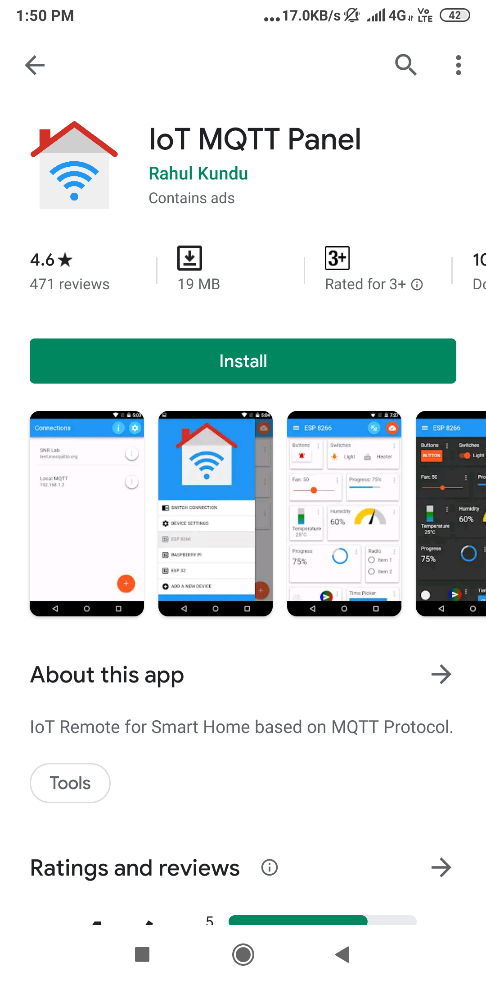 1:50 PM
...17.0KB/s
4G
Vo LTE
42
IoT MQTT Panel
Rahul Kundu
Contains ads
4.6★
471 reviews
19 MB
3+
Rated for 3+
Install
Connections
SNR Lab
Local MQTT
192.168.1.2
SWITCH CONNECTION
DEVICE SETTINGS
ESP 8266
RASPBERRY PI
ESP 32
ADD A NEW DEVICE
ESP 8266
Buttons
Switches
Light
Heater
Fan: 50
Progress: 75%
Temperature
25°C
Humidity
60%
Progress
75%
Radio
Item 1
Item 2
Time Picker
ESP 8266
Buttons
Switches
BUTTON
Light
Fan: 50
Temperature
25°C
Humidity
60%
Progress
75%
About this app
IoT Remote for Smart Home based on MQTT Protocol.
Tools
Ratings and reviews
5